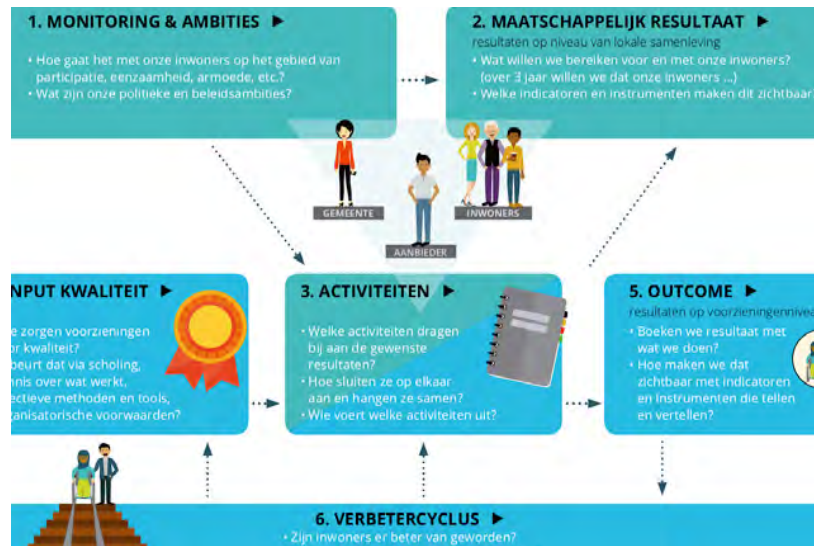 1. MONITORING & AMBITIES ▶
• Hoe gaat het met onze inwoners op het gebied van
participatie, eenzaamheid, armoede, etc.?
• Wat zijn onze politieke en beleidsambities?
2. MAATSCHAPPELIJK RESULTAAT ▶
resultaten op niveau van lokale samenleving
• Wat willen we bereiken voor en met onze inwoners?
(over 3 jaar willen we dat onze inwoners ...)
• Welke indicatoren en instrumenten maken dit zichtbaar
GEMEENTE
INWONERS
AANBIEDER
NPUT KWALITEIT ▶
e zorgen voorzieningen
or kwaliteit?
beurt dat via scholing,
nnis over wat werkt,
ectieve methoden en tools,
ganisatorische voorwaarden?
3. ACTIVITEITEN ▶
• Welke activiteiten dragen
bij aan de gewenste
resultaten?
• Hoe sluiten ze op elkaar
aan en hangen ze samen?
• Wie voert welke activiteiten uit?
5. OUTCOME ▶
resultaten op voorzieningennivea
• Boeken we resultaat met
wat we doen?
• Hoe maken we dat
zichtbaar met indicatoren
en instrumenten die tellen
en vertellen?
6. VERBETERCYCLUS ▶
• Zijn inwoners er beter van geworden?